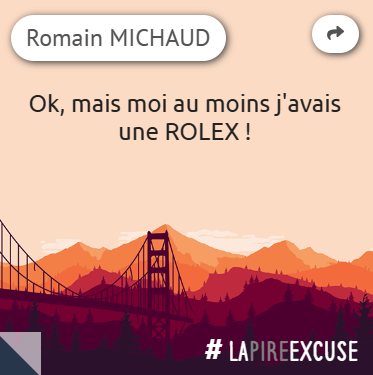 Romain MICHAUD
Ok, mais moi au moins j'avais
une ROLEX !
# LAPIREEXCUSE